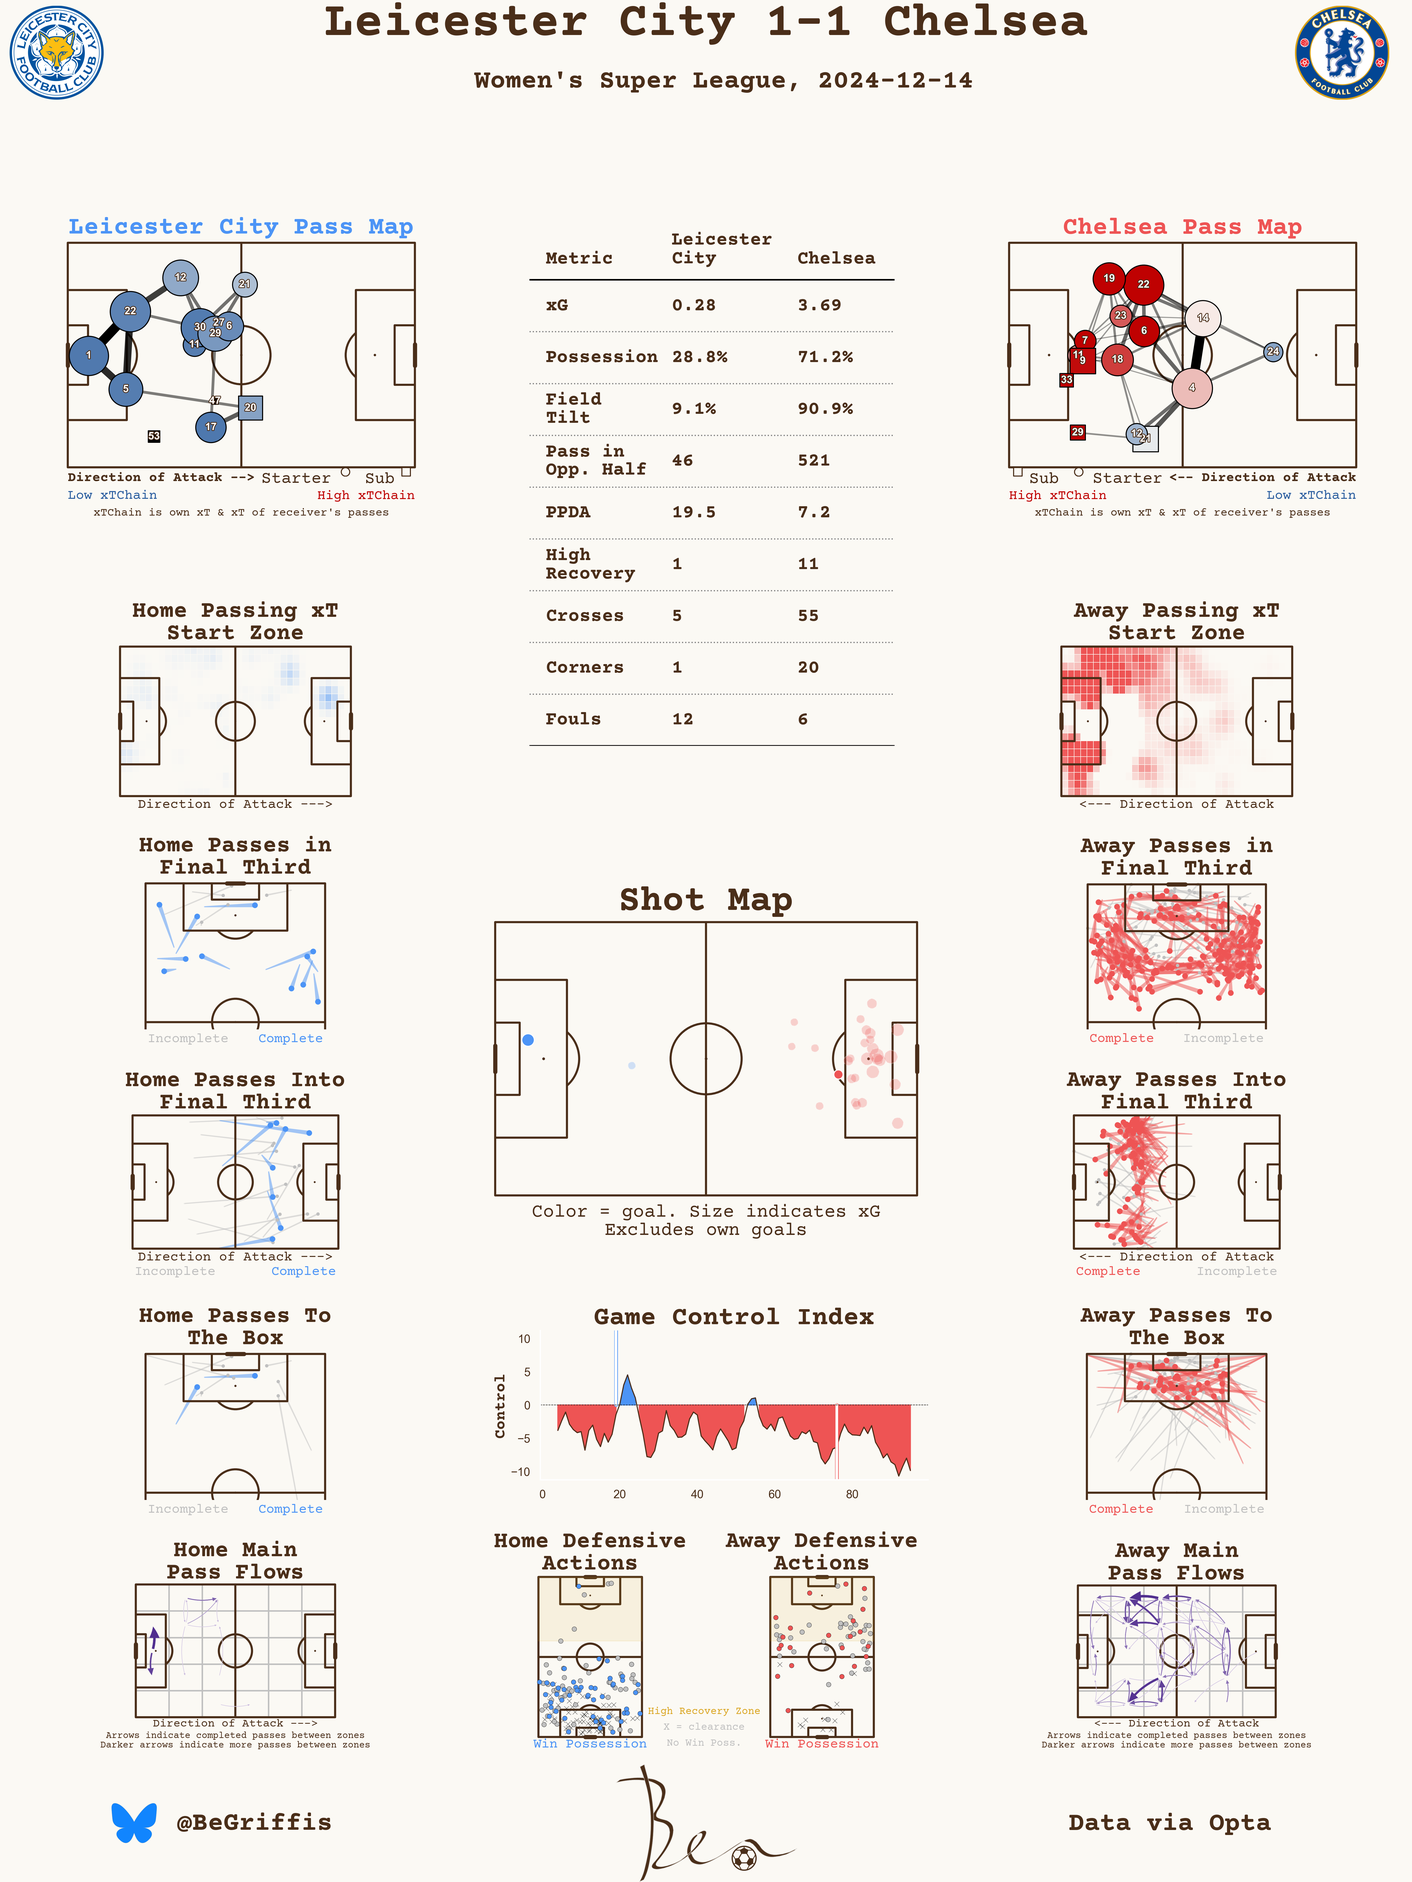 Leicester City 1-1 Chelsea
Women's Super League, 2024-12-14
LEICESTER CITY
FOOTBALL CLUB
CHELSEA
FOOTBALL CLUB
Leicester City Pass Map
12
21
22
30
27
6
29
11
1
5
47
20
17
53
Direction of Attack --> Starter Sub
Low xTChain High xTChain
xTChain is own xT & xT of receiver's passes
Metric Leicester City Chelsea
xG 0.28 3.69
Possession 28.8% 71.2%
Field Tilt 9.1% 90.9%
Pass in Opp. Half 46 521
PPDA 19.5 7.2
High Recovery 1 11
Crosses 5 55
Corners 1 20
Fouls 12 6
Chelsea Pass Map
19
22
23
14
6
7
11
9
18
24
33
4
29
12
21
Sub Starter <-- Direction of Attack
High xTChain Low xTChain
xTChain is own xT & xT of receiver's passes
Home Passing xT
Start Zone
Direction of Attack --->
Away Passing xT
Start Zone
<--- Direction of Attack
Home Passes in
Final Third
Incomplete Complete
Away Passes in
Final Third
Complete Incomplete
Shot Map
Color = goal. Size indicates xG
Excludes own goals
Home Passes Into
Final Third
Direction of Attack --->
Incomplete Complete
Away Passes Into
Final Third
<--- Direction of Attack
Complete Incomplete
Home Passes To
The Box
Incomplete Complete
Game Control Index
Control
10
5
0
−5
−10
0 20 40 60 80
Away Passes To
The Box
Complete Incomplete
Home Main
Pass Flows
Direction of Attack --->
Arrows indicate completed passes between zones
Darker arrows indicate more passes between zones
Home Defensive
Actions
Win Possession
Away Defensive
Actions
Win Possession
High Recovery Zone
X = clearance
No Win Poss.
Away Main
Pass Flows
<--- Direction of Attack
Arrows indicate completed passes between zones
Darker arrows indicate more passes between zones
@BeGriffis
Ben
Data via Opta